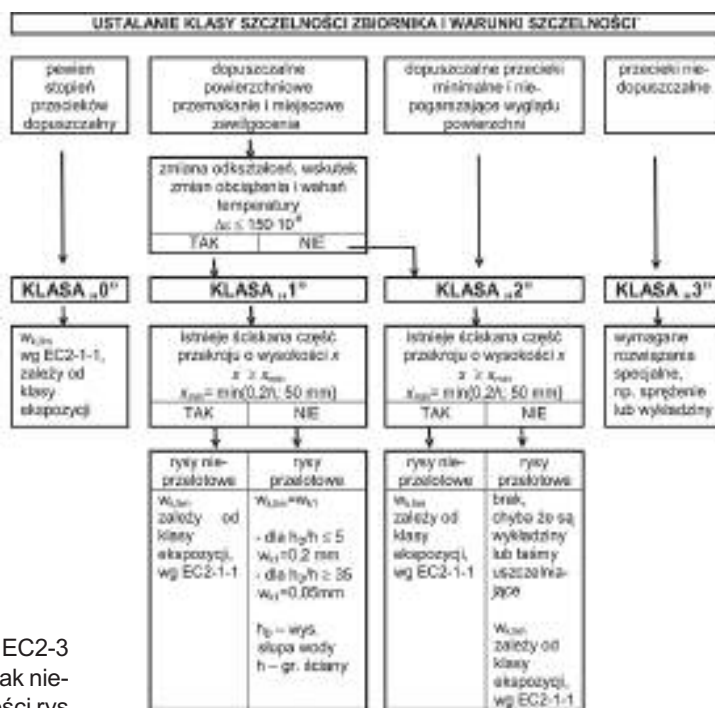 USTALANIE KLASY SZCZELNOŚCI ZBIORNIKA I WARUNKI SZCZELNOŚCI
pewien
stopień
przecieków
dopuszczalny
dopuszczalne
powierzchniowe
przemakanie i miejscowe
zawilgocenia
dopuszczalne przecieki
minimalne i nie-
pogarszające wyglądu
powierzchni
przecieki nie-
dopuszczalne
zmiana odkształceń, wskutek
zmian obciążenia i wahań
temperatury
Δε ≤ 150·10⁻⁶
TAK
NIE
KLASA „0"
KLASA „1"
KLASA „2"
KLASA „3"
wk,lim
wg EC2-1-1,
zależy od
klasy
ekspozycji
istnieje ściskana część
przekroju o wysokości x
x ≥ xmin
xmin= min(0,2h; 50 mm)
TAK
NIE
istnieje ściskana część
przekroju o wysokości x
x ≥ xmin
xmin= min(0,2h; 50 mm)
TAK
NIE
wymagane
rozwiązania
specjalne,
np. sprężenie
lub wykładziny
rysy nie-
przelotowe
wk,lim
zależy od
klasy
ekspozycji,
wg EC2-1-1
rysy
przelotowe
wk,lim=wk1
- dla hD/h ≤ 5
wk1=0,2 mm
- dla hD/h ≥ 35
wk1=0,05mm
hD – wys.
słupa wody
h – gr. ściany
rysy nie-
przelotowe
wk,lim
zależy od
klasy
ekspozycji,
wg EC2-1-1
rysy
przelotowe
brak,
chyba że są
wykładziny
lub taśmy
uszczelnia-
jące
wk,lim
zależy od
klasy
ekspozycji,
wg EC2-1-1
EC2-3
ak nie-
ości rys